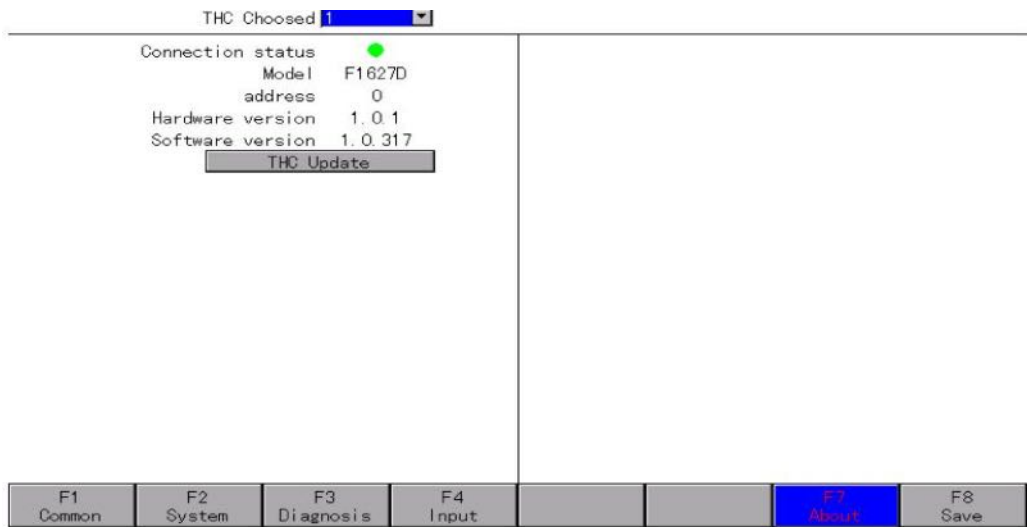 THC Choosed 1
Connection status
Model F1627D
address 0
Hardware version 1.0.1
Software version 1.0.317
THC Update
F1 F2 F3 F4 F7 F8
Common System Diagnosis Input About Save